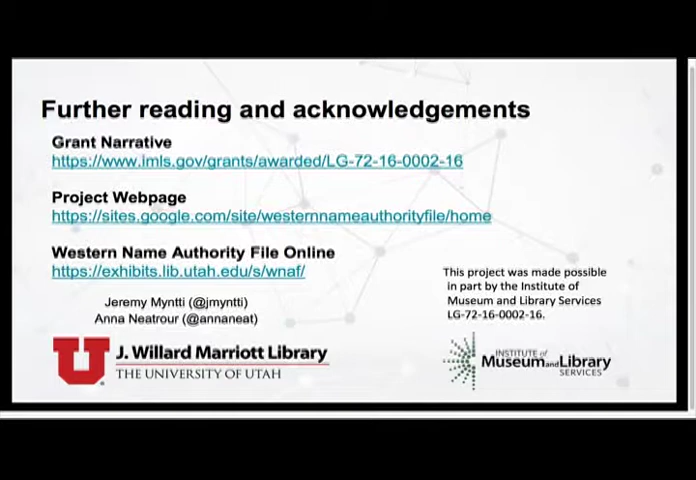 Further reading and acknowledgements
Grant Narrative
https://www.imls.gov/grants/awarded/LG-72-16-0002-16
Project Webpage
https://sites.google.com/site/westernnameauthorityfile/home
Western Name Authority File Online
https://exhibits.lib.utah.edu/s/wnaf/
Jeremy Myntti (@jmyntti)
Anna Neatrour (@annaneat)
This project was made possible
in part by the Institute of
Museum and Library Services
LG-72-16-0002-16.
U
J. Willard Marriott Library
THE UNIVERSITY OF UTAH
INSTITUTE of
Museum and Library
SERVICES